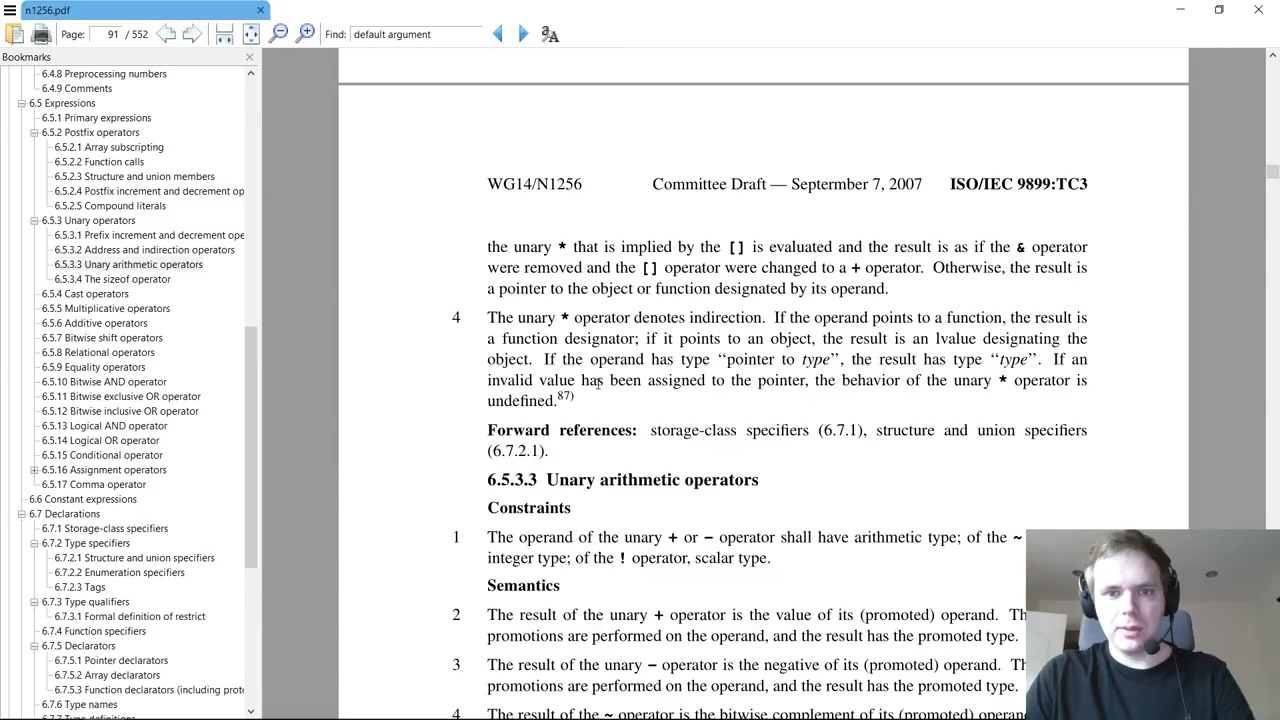 n1256.pdf
Page: 91 / 552 Find: default argument
Bookmarks
6.4.8 Preprocessing numbers
6.4.9 Comments
6.5 Expressions
6.5.1 Primary expressions
6.5.2 Postfix operators
6.5.2.1 Array subscripting
6.5.2.2 Function calls
6.5.2.3 Structure and union members
6.5.2.4 Postfix increment and decrement op
6.5.2.5 Compound literals
6.5.3 Unary operators
6.5.3.1 Prefix increment and decrement ope
6.5.3.2 Address and indirection operators
6.5.3.3 Unary arithmetic operators
6.5.3.4 The sizeof operator
6.5.4 Cast operators
6.5.5 Multiplicative operators
6.5.6 Additive operators
6.5.7 Bitwise shift operators
6.5.8 Relational operators
6.5.9 Equality operators
6.5.10 Bitwise AND operator
6.5.11 Bitwise exclusive OR operator
6.5.12 Bitwise inclusive OR operator
6.5.13 Logical AND operator
6.5.14 Logical OR operator
6.5.15 Conditional operator
6.5.16 Assignment operators
6.5.17 Comma operator
6.6 Constant expressions
6.7 Declarations
6.7.1 Storage-class specifiers
6.7.2 Type specifiers
6.7.2.1 Structure and union specifiers
6.7.2.2 Enumeration specifiers
6.7.2.3 Tags
6.7.3 Type qualifiers
6.7.3.1 Formal definition of restrict
6.7.4 Function specifiers
6.7.5 Declarators
6.7.5.1 Pointer declarators
6.7.5.2 Array declarators
6.7.5.3 Function declarators (including proto
6.7.6 Type names
6.7.7 Type definitions
WG14/N1256 Committee Draft — Septermber 7, 2007 ISO/IEC 9899:TC3
the unary * that is implied by the [] is evaluated and the result is as if the & operator
were removed and the [] operator were changed to a + operator. Otherwise, the result is
a pointer to the object or function designated by its operand.
4 The unary * operator denotes indirection. If the operand points to a function, the result is
a function designator; if it points to an object, the result is an lvalue designating the
object. If the operand has type ‘‘pointer to type’’, the result has type ‘‘type’’. If an
invalid value has been assigned to the pointer, the behavior of the unary * operator is
undefined.87)
Forward references: storage-class specifiers (6.7.1), structure and union specifiers
(6.7.2.1).
6.5.3.3 Unary arithmetic operators
Constraints
1 The operand of the unary + or − operator shall have arithmetic type; of the ~
integer type; of the ! operator, scalar type.
Semantics
2 The result of the unary + operator is the value of its (promoted) operand.
promotions are performed on the operand, and the result has the promoted type.
3 The result of the unary − operator is the negative of its (promoted) operand.
promotions are performed on the operand, and the result has the promoted type.
4 The result of the ~ operator is the bitwise complement of its (promoted)